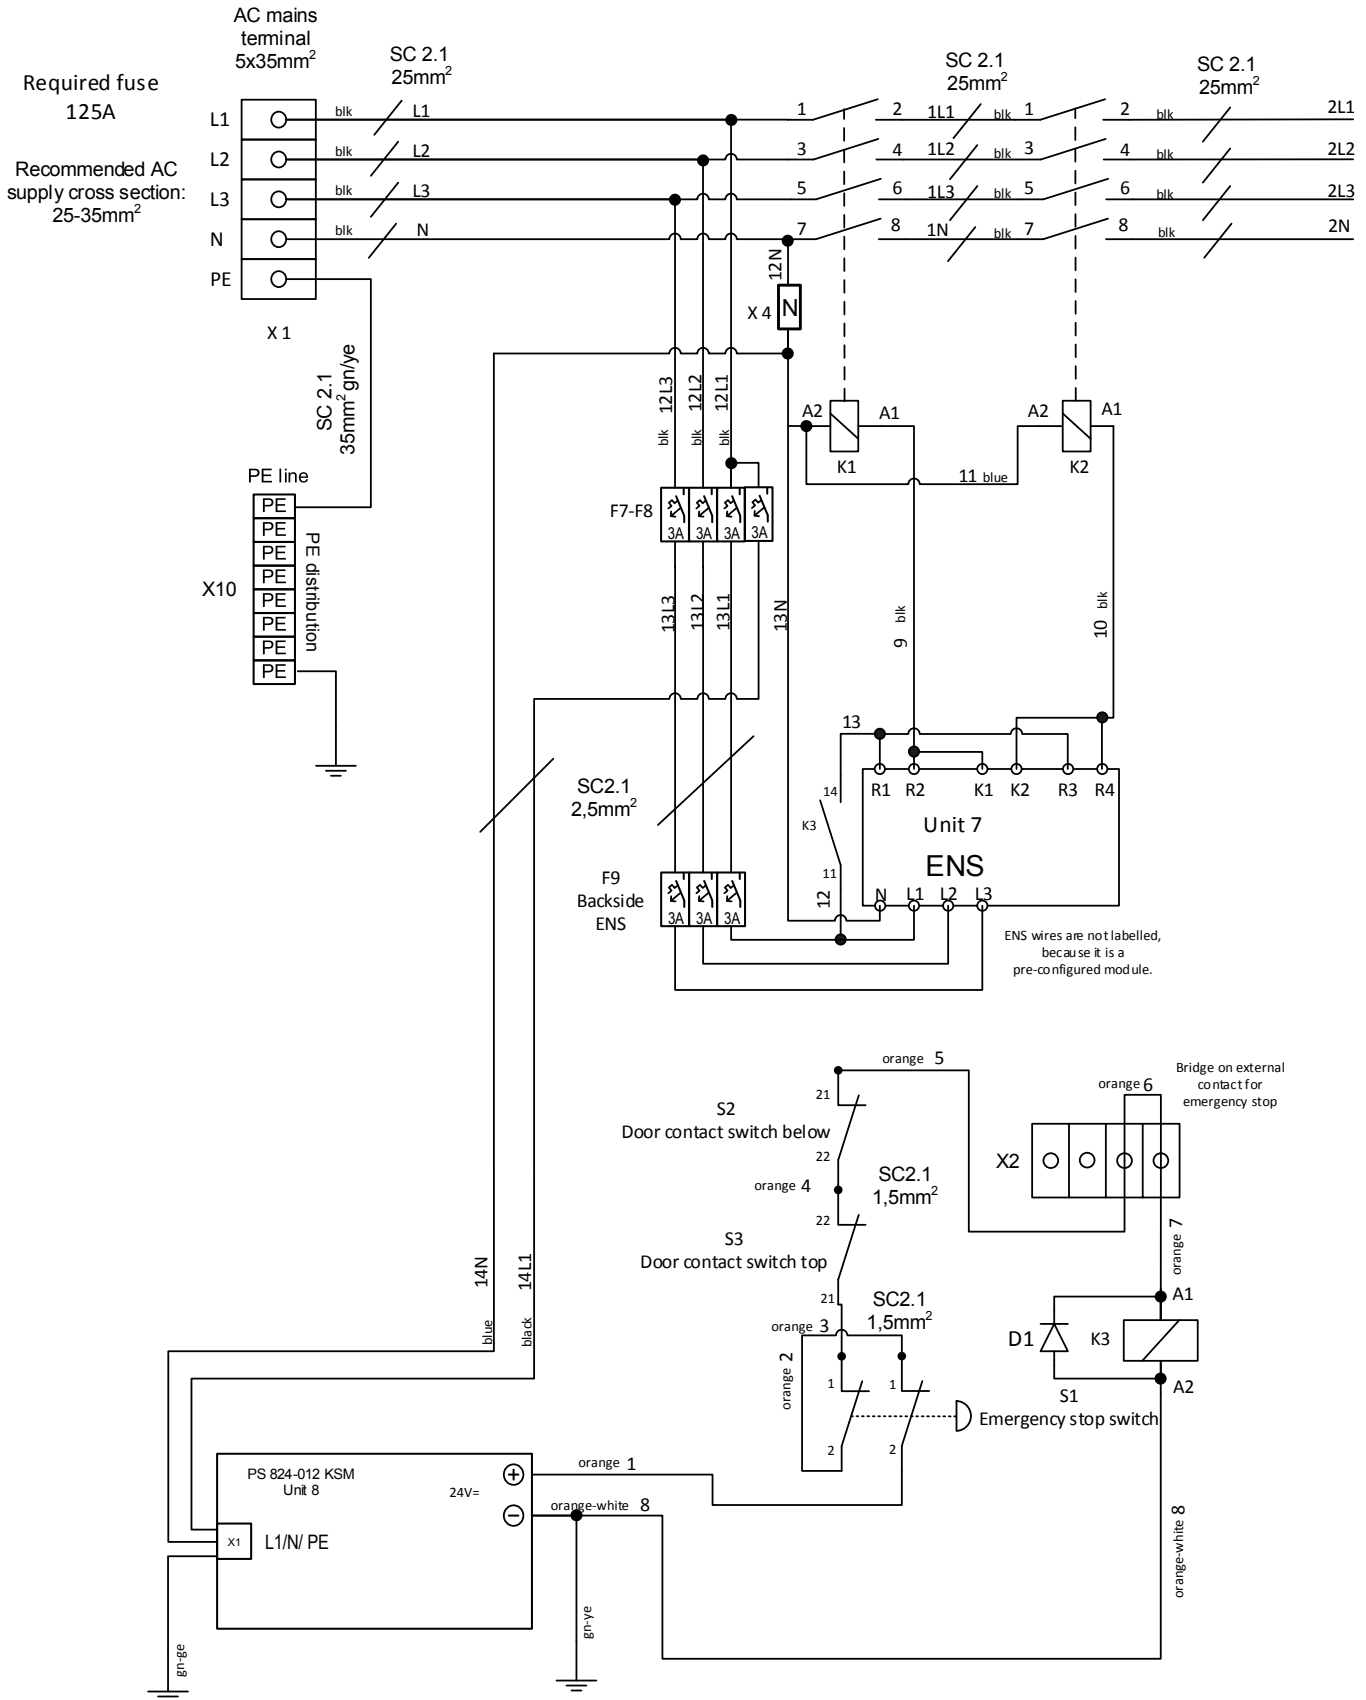 AC mains
terminal
5x35mm²
Required fuse
125A
Recommended AC
supply cross section:
25-35mm²
SC 2.1
25mm²
SC 2.1
25mm²
SC 2.1
25mm²
L1 blk L1 1 2 1L1 blk 1 2 blk 2L1
L2 blk L2 3 4 1L2 blk 3 4 blk 2L2
L3 blk L3 5 6 1L3 blk 5 6 blk 2L3
N blk N 7 8 1N blk 7 8 blk 2N
PE
X 1
12N
X 4 N
SC 2.1
35mm² gn/ye
12L3
12L2
12L1
blk
blk
blk
A2 A1
K1
A2 A1
K2
11 blue
PE line
PE
PE
PE
PE
PE
PE
PE
PE
X10
PE distribution
F7-F8
3A 3A 3A 3A
13L3
13L2
13L1
13N
9 blk
10 blk
SC2.1
2,5mm²
13
14
K3
11
12
R1 R2 K1 K2 R3 R4
Unit 7
ENS
N L1 L2 L3
F9
Backside
ENS
3A 3A 3A
ENS wires are not labelled,
because it is a
pre-configured module.
orange 5
21
S2
Door contact switch below
22
orange 4
SC2.1
1,5mm²
22
S3
Door contact switch top
21
SC2.1
1,5mm²
orange 3
orange 2
1 1
2 2
S1
Emergency stop switch
orange 6
Bridge on external
contact for
emergency stop
X2
orange 7
A1
D1 K3
A2
14N
14L1
blue
black
PS 824-012 KSM
Unit 8
24V=
+
−
X1 L1/N/ PE
orange 1
orange-white 8
orange-white 8
gn-ge
gn-ye